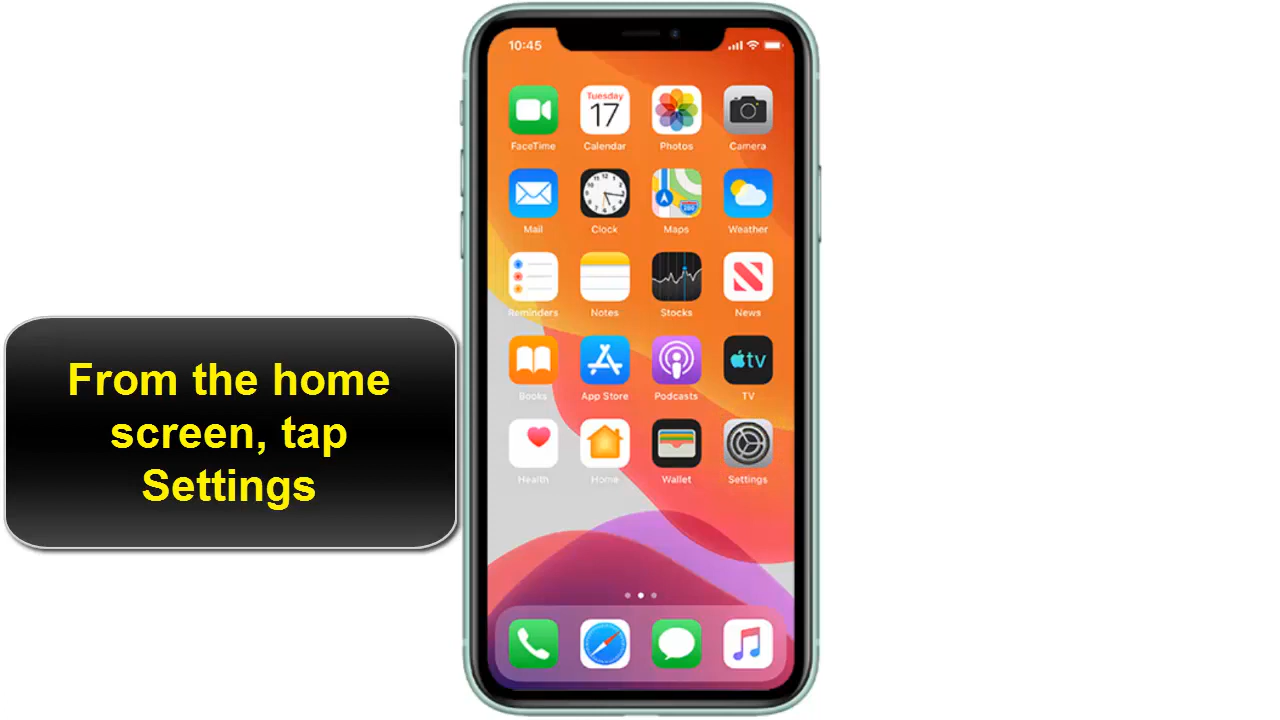 10:45
Tuesday
17
FaceTime Calendar Photos Camera
280
Mail Clock Maps Weather
Reminders Notes Stocks News
tv
Books App Store Podcasts TV
Health Home Wallet Settings
From the home
screen, tap
Settings